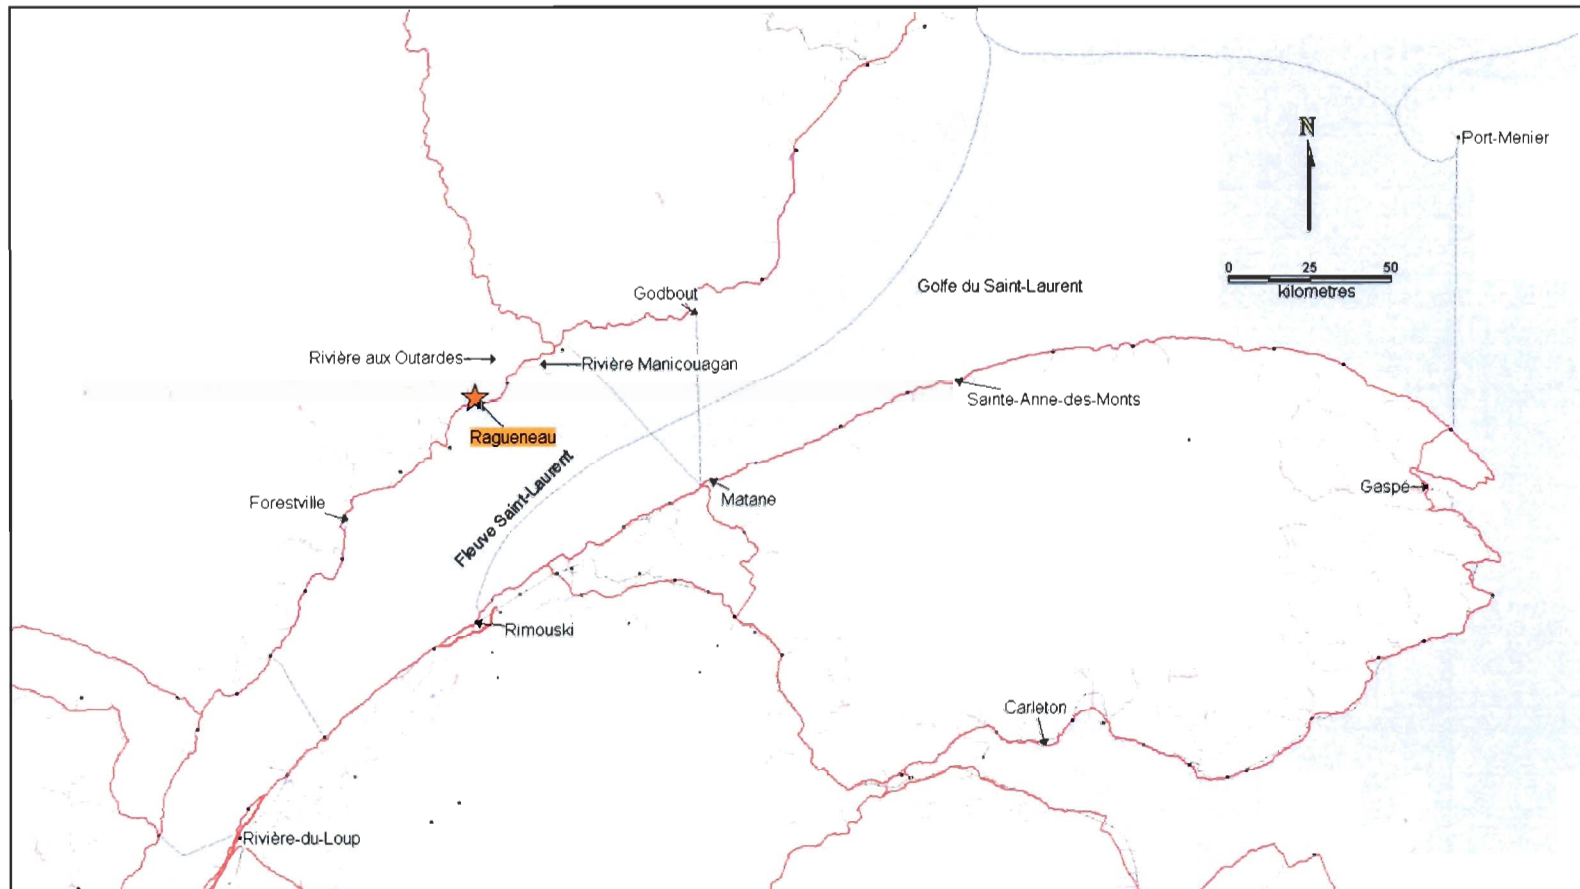 N
Port-Menier
0 25 50
kilometres
Golfe du Saint-Laurent
Godbout
Rivière aux Outardes
Rivière Manicouagan
Sainte-Anne-des-Monts
Ragueneau
Fleuve Saint-Laurent
Gaspé
Matane
Forestville
Rimouski
Carleton
Rivière-du-Loup